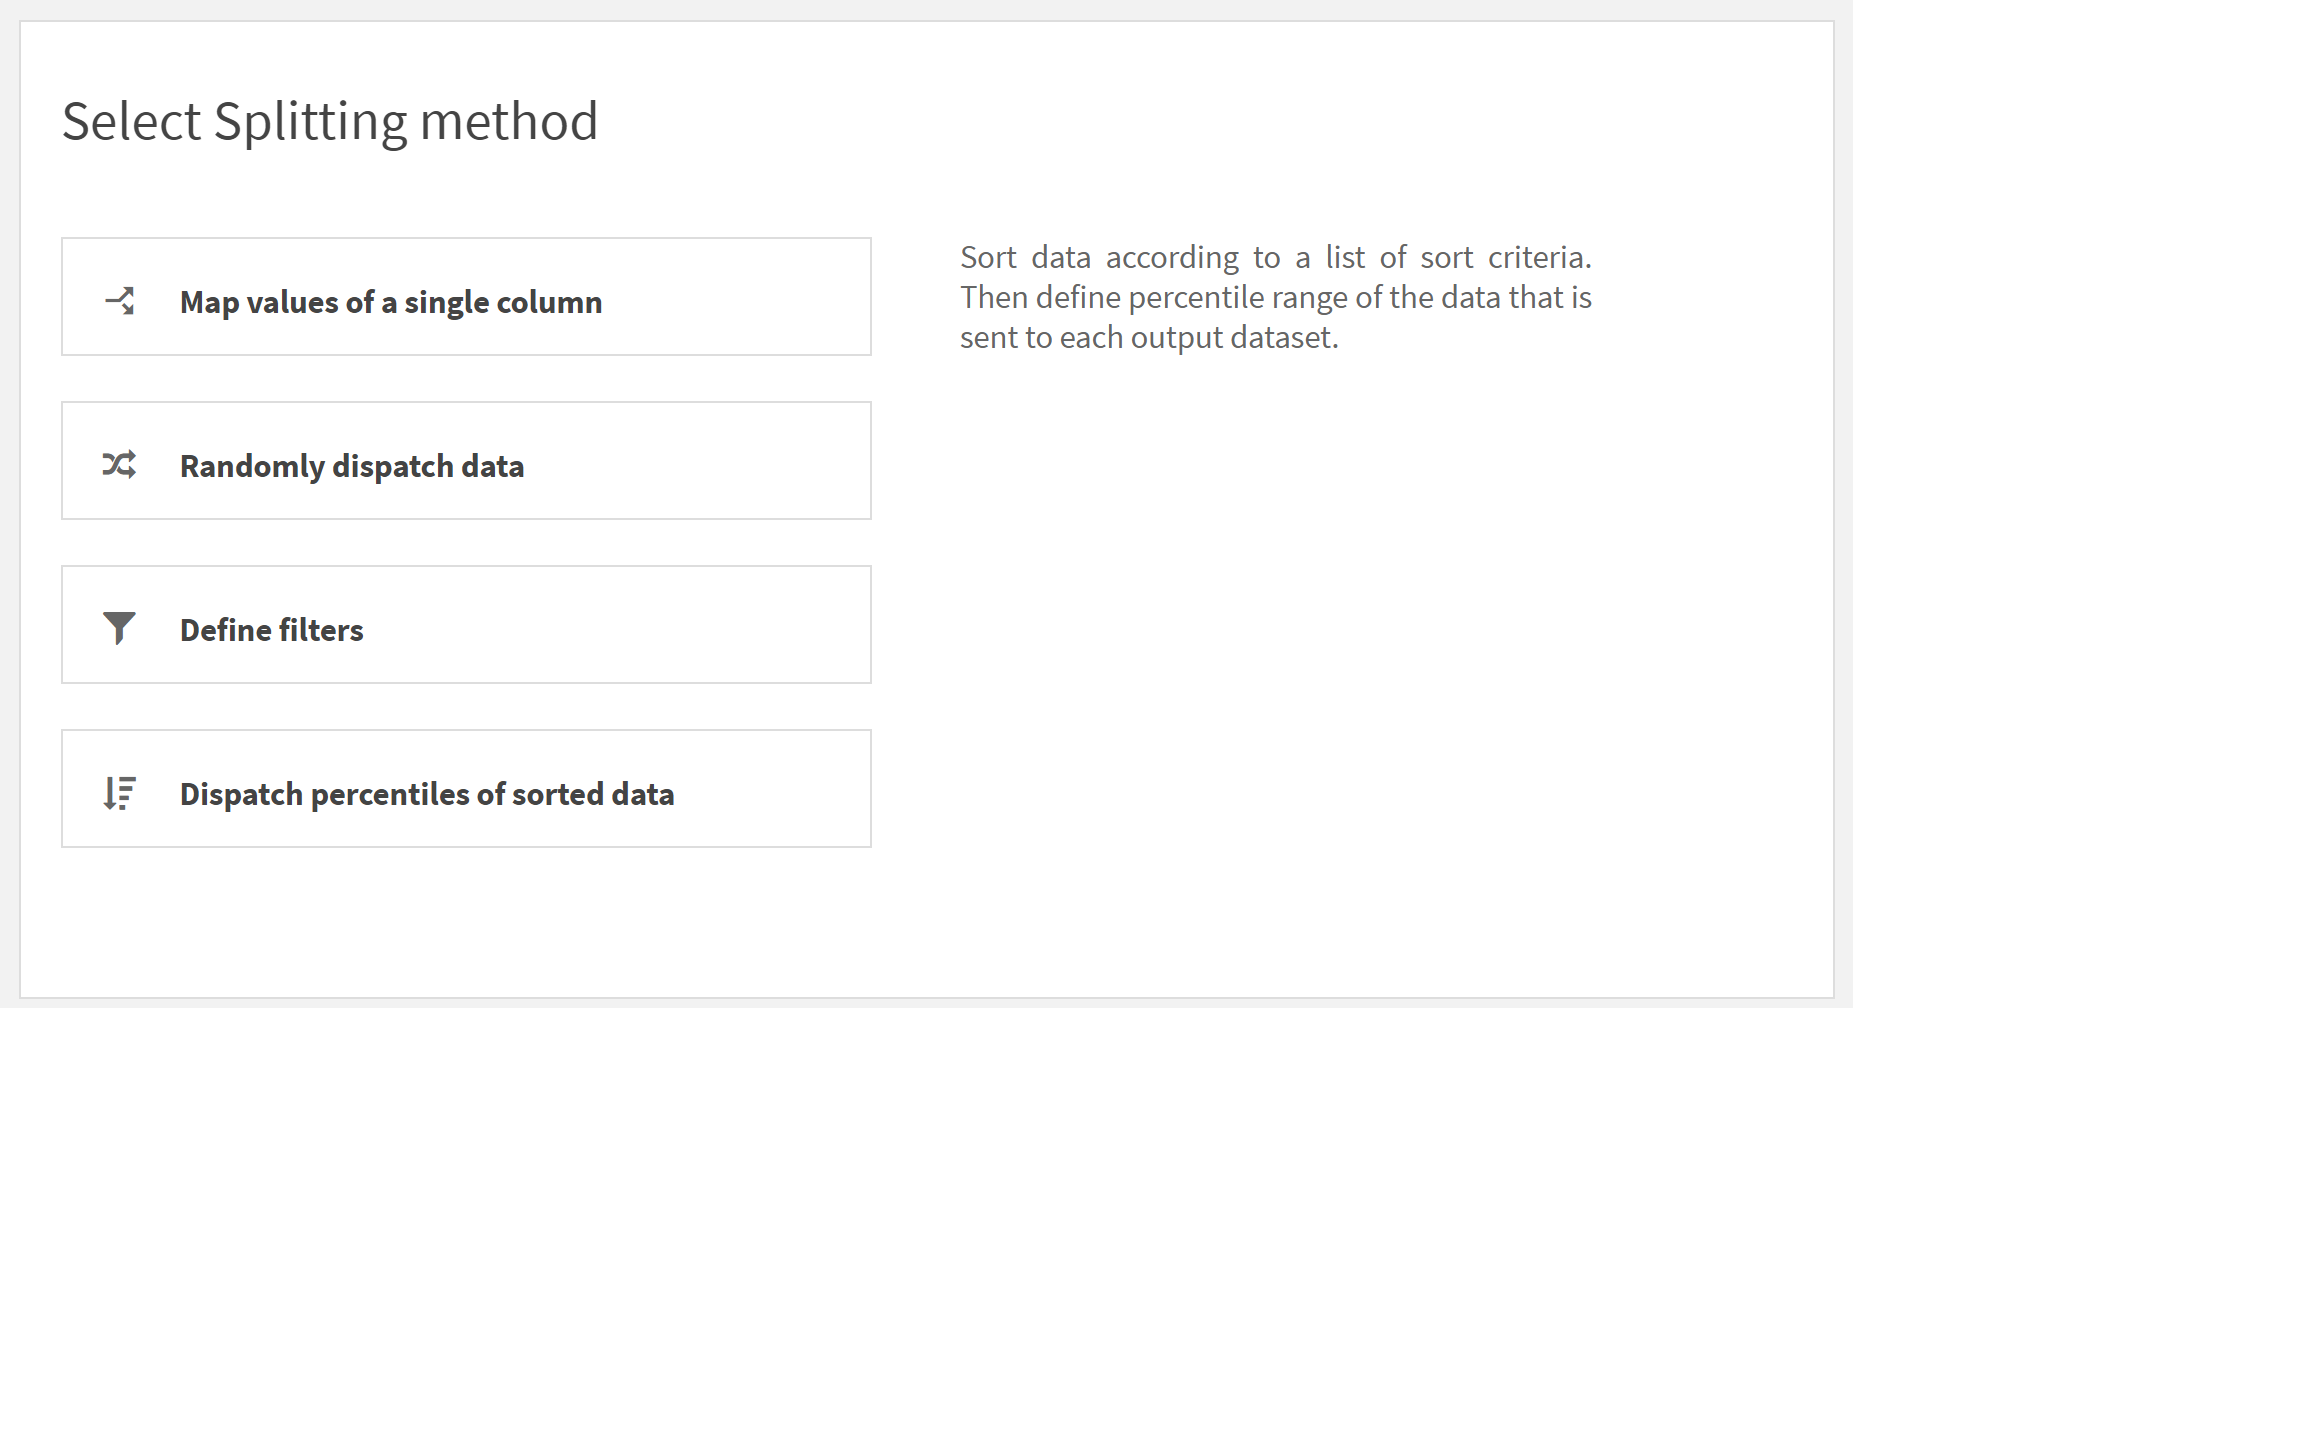 Select Splitting method
Map values of a single column
Randomly dispatch data
Define filters
Dispatch percentiles of sorted data
Sort data according to a list of sort criteria.
Then define percentile range of the data that is
sent to each output dataset.